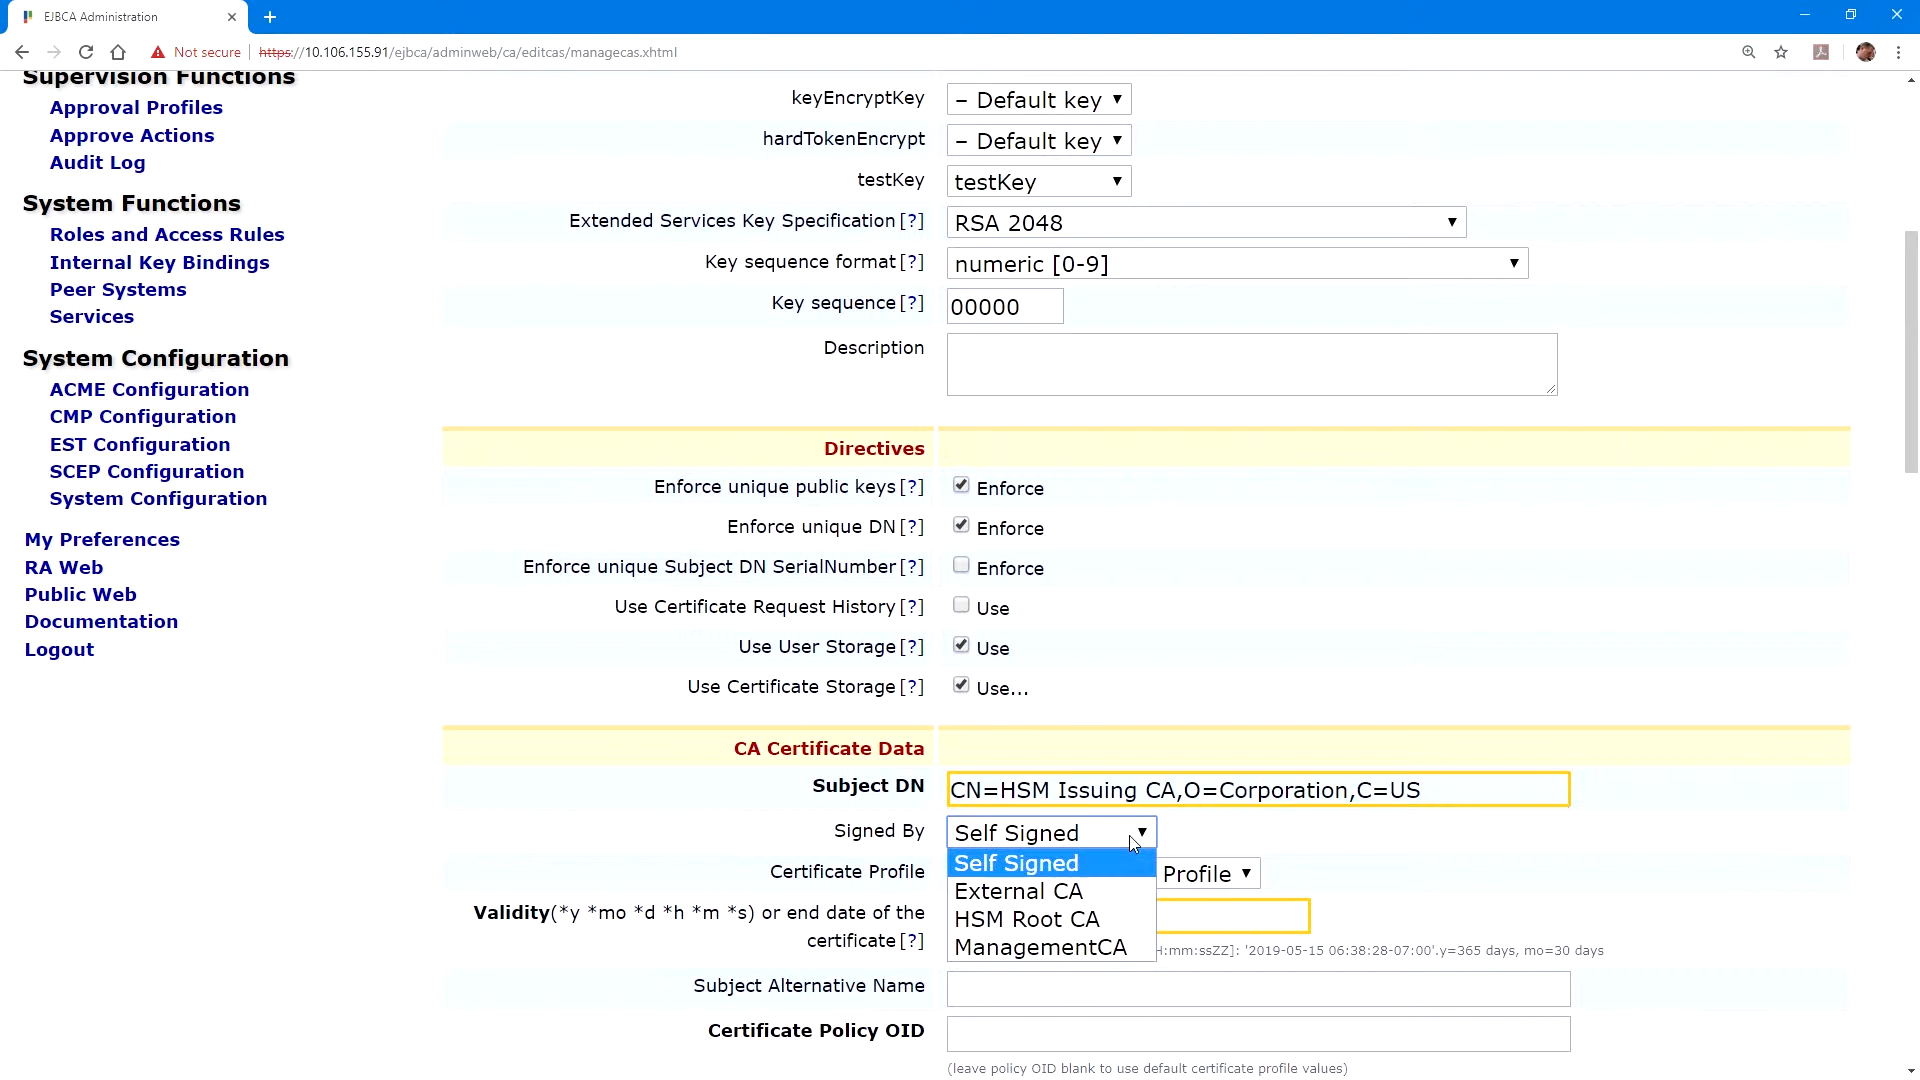 EJBCA Administration
Not secure
https://10.106.155.91/ejbca/adminweb/ca/editcas/managecas.xhtml
Supervision Functions
Approval Profiles
Approve Actions
Audit Log
System Functions
Roles and Access Rules
Internal Key Bindings
Peer Systems
Services
System Configuration
ACME Configuration
CMP Configuration
EST Configuration
SCEP Configuration
System Configuration
My Preferences
RA Web
Public Web
Documentation
Logout
keyEncryptKey – Default key
hardTokenEncrypt – Default key
testKey testKey
Extended Services Key Specification [?] RSA 2048
Key sequence format [?] numeric [0-9]
Key sequence [?] 00000
Description
Directives
Enforce unique public keys [?] Enforce
Enforce unique DN [?] Enforce
Enforce unique Subject DN SerialNumber [?] Enforce
Use Certificate Request History [?] Use
Use User Storage [?] Use
Use Certificate Storage [?] Use...
CA Certificate Data
Subject DN CN=HSM Issuing CA,O=Corporation,C=US
Signed By Self Signed
Self Signed
External CA
HSM Root CA
ManagementCA
Certificate Profile Profile
Validity(*y *mo *d *h *m *s) or end date of the
certificate [?] H:mm:ssZZ]: '2019-05-15 06:38:28-07:00'.y=365 days, mo=30 days
Subject Alternative Name
Certificate Policy OID
(leave policy OID blank to use default certificate profile values)